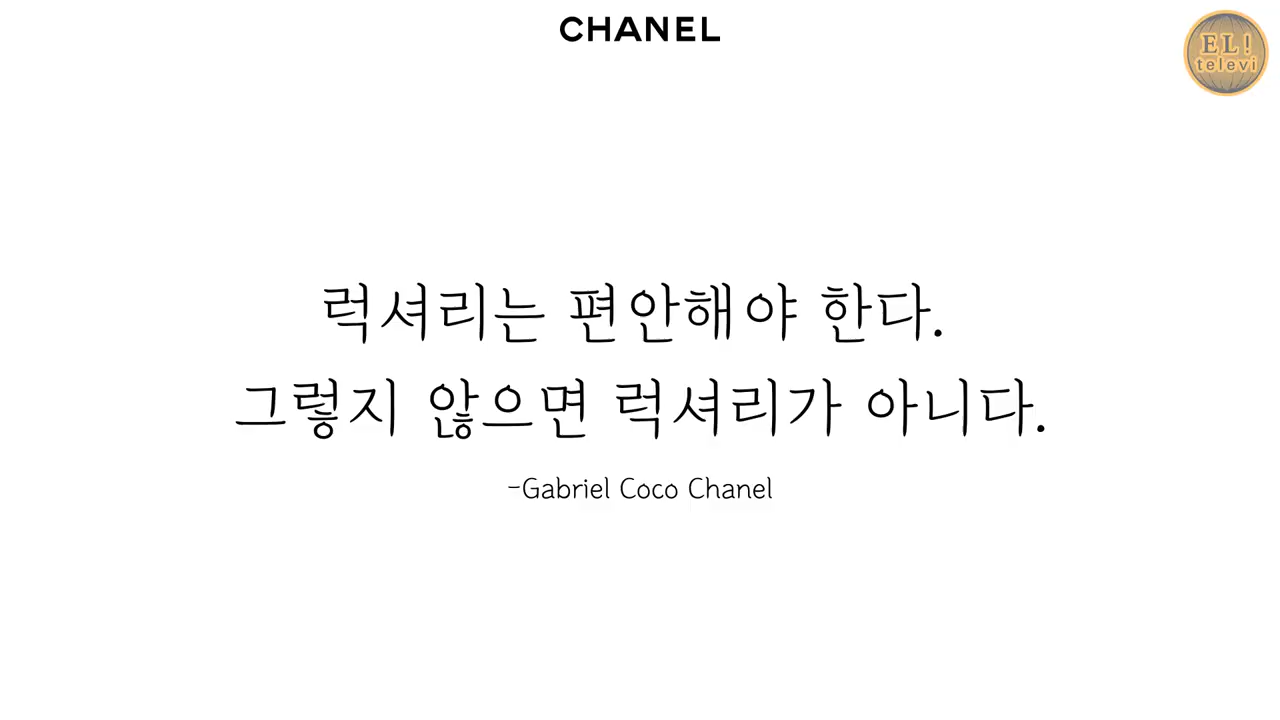 CHANEL
EL!
televi
럭셔리는 편안해야 한다.
그렇지 않으면 럭셔리가 아니다.
-Gabriel Coco Chanel